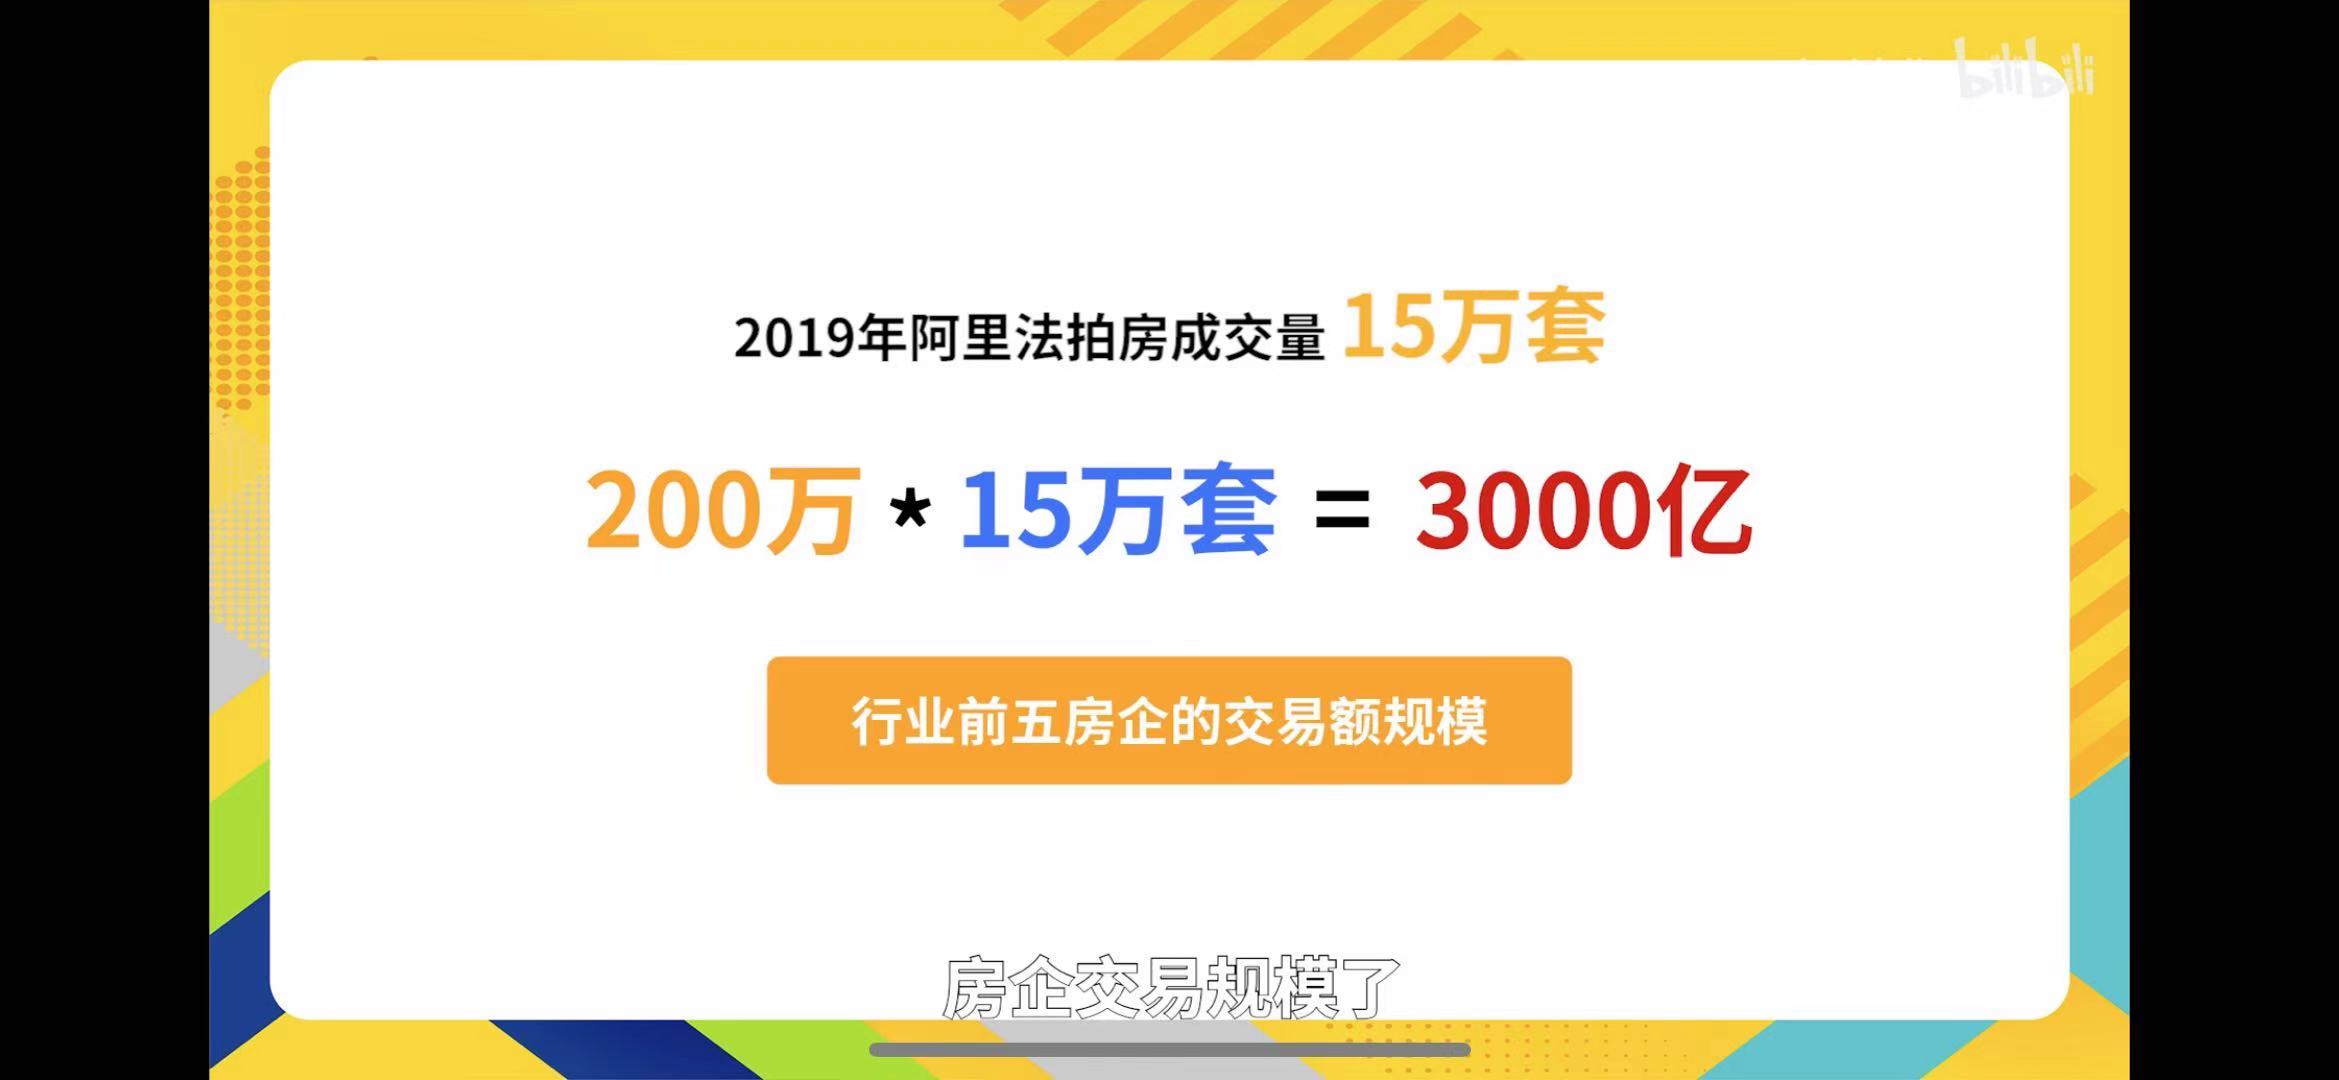 bilibili
2019年阿里法拍房成交量 15万套
200万 * 15万套 = 3000亿
行业前五房企的交易额规模
房企交易规模了